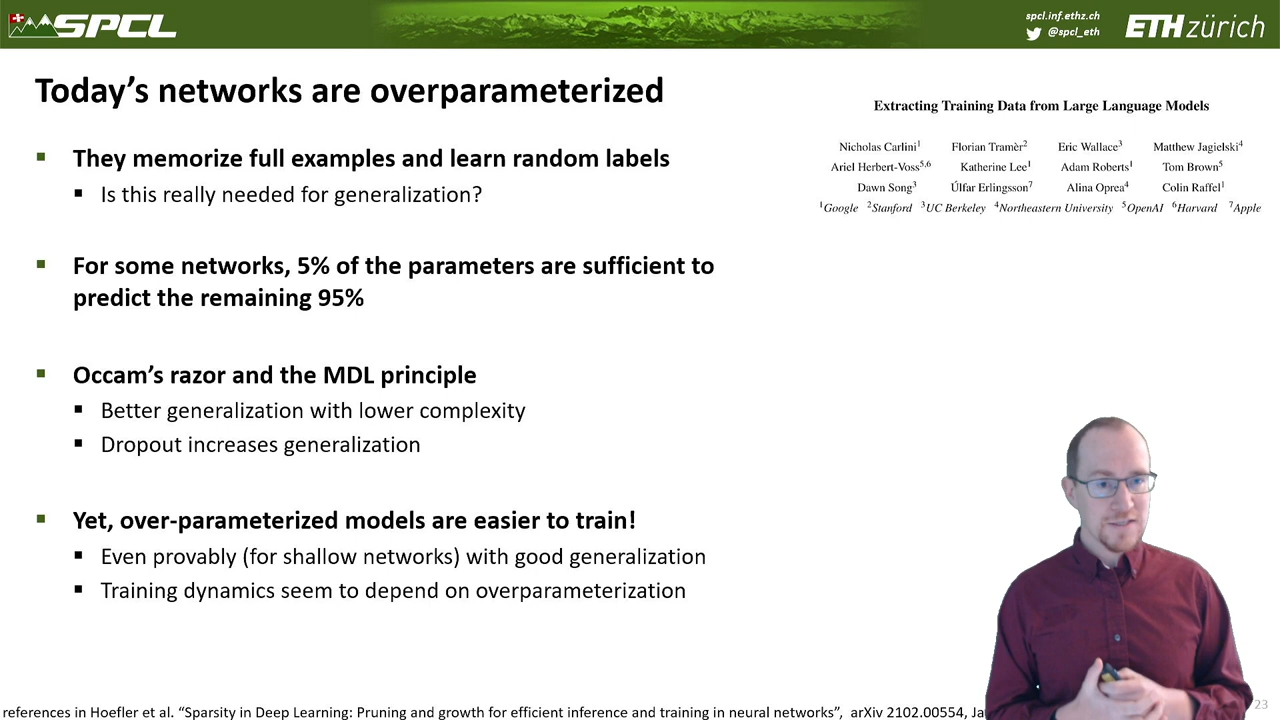 SPCL
spcl.inf.ethz.ch
@spcl_eth
ETH zürich
Today's networks are overparameterized
They memorize full examples and learn random labels
Is this really needed for generalization?
For some networks, 5% of the parameters are sufficient to
predict the remaining 95%
Occam's razor and the MDL principle
Better generalization with lower complexity
Dropout increases generalization
Yet, over-parameterized models are easier to train!
Even provably (for shallow networks) with good generalization
Training dynamics seem to depend on overparameterization
Extracting Training Data from Large Language Models
Nicholas Carlini¹ Florian Tramèr² Eric Wallace³ Matthew Jagielski⁴
Ariel Herbert-Voss⁵,⁶ Katherine Lee¹ Adam Roberts¹ Tom Brown⁵
Dawn Song³ Úlfar Erlingsson⁷ Alina Oprea⁴ Colin Raffel¹
¹Google ²Stanford ³UC Berkeley ⁴Northeastern University ⁵OpenAI ⁶Harvard ⁷Apple
references in Hoefler et al. “Sparsity in Deep Learning: Pruning and growth for efficient inference and training in neural networks”, arXiv 2102.00554,
23